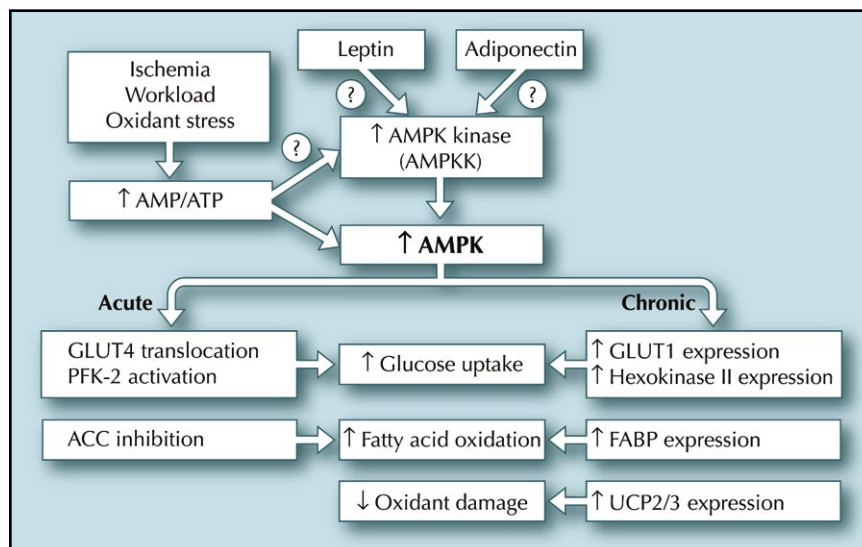 Leptin
Adiponectin
Ischemia
Workload
Oxidant stress
?
?
?
↑ AMPK kinase
(AMPKK)
↑ AMP/ATP
↑ AMPK
Acute
Chronic
GLUT4 translocation
PFK-2 activation
↑ Glucose uptake
↑ GLUT1 expression
↑ Hexokinase II expression
ACC inhibition
↑ Fatty acid oxidation
↑ FABP expression
↓ Oxidant damage
↑ UCP2/3 expression